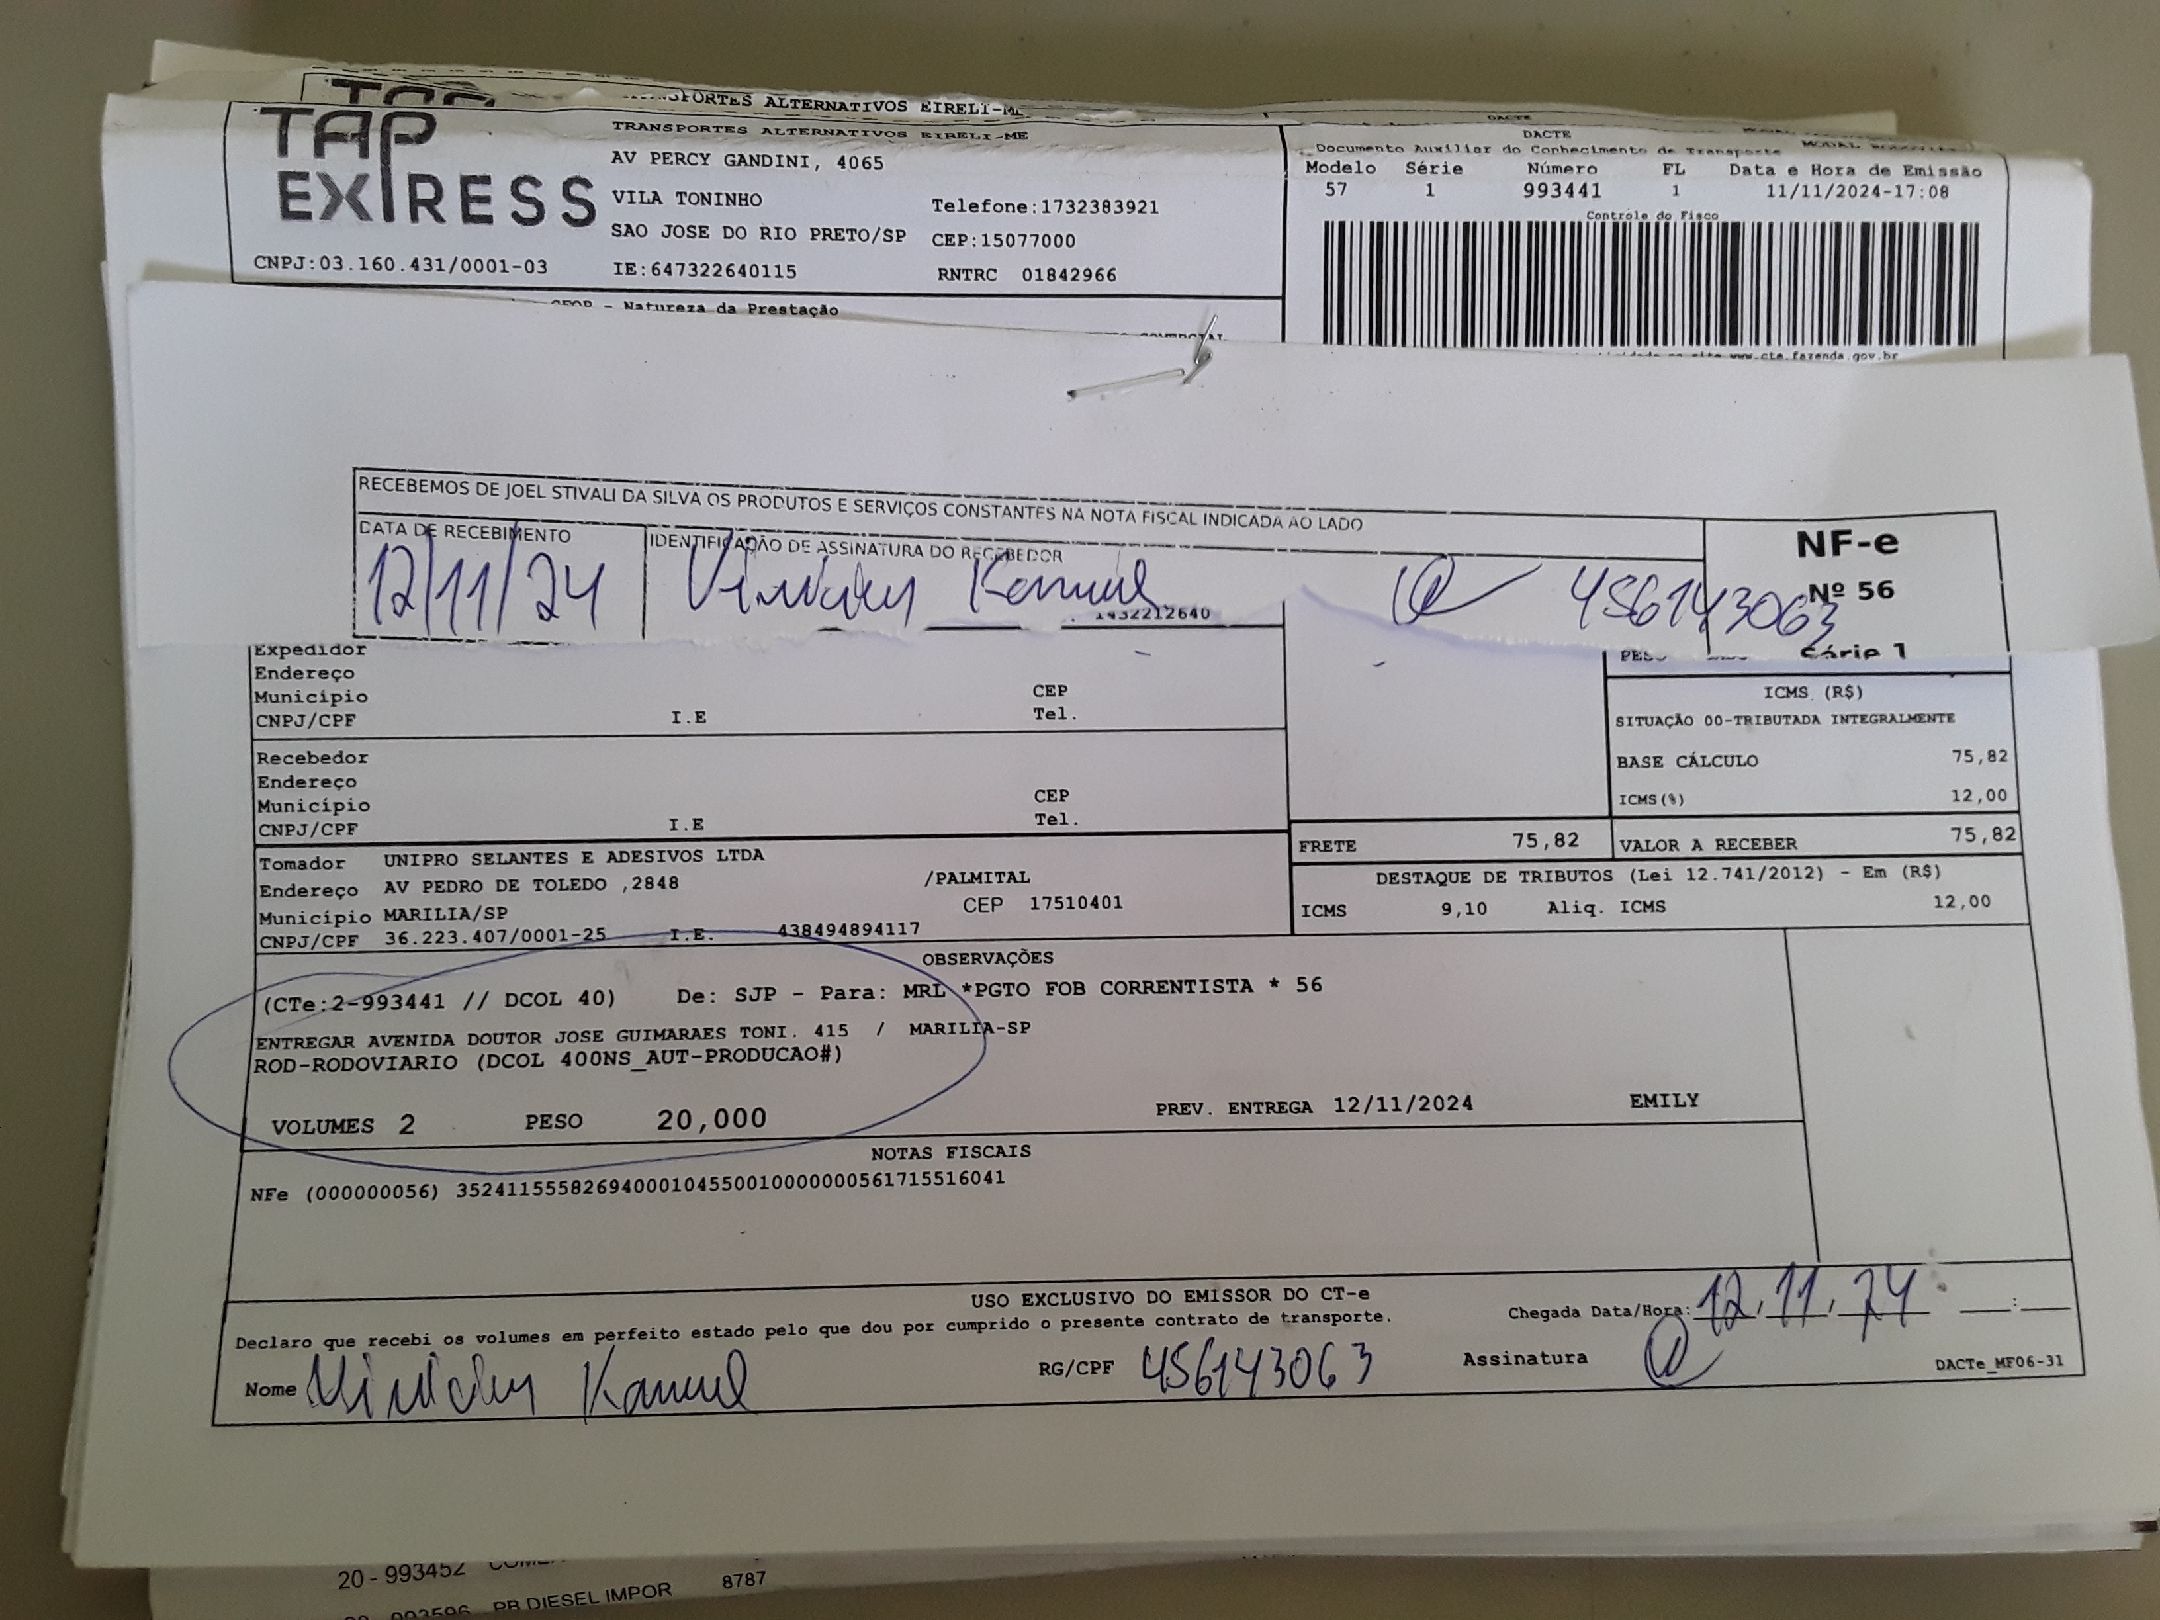 TAP EXPRESS
TRANSPORTES ALTERNATIVOS EIRELI-ME
TRANSPORTES ALTERNATIVOS EIRELI-ME
AV PERCY GANDINI, 4065
VILA TONINHO
Telefone:1732383921
SAO JOSE DO RIO PRETO/SP CEP:15077000
CNPJ:03.160.431/0001-03 IE:647322640115 RNTRC 01842966
DACTE
DACTE
Documento Auxiliar do Conhecimento de Transporte
Modelo Série Número FL Data e Hora de Emissão
57 1 993441 1 11/11/2024-17:08
Controle do Fisco
www.cte.fazenda.gov.br
CFOP - Natureza da Prestação
RECEBEMOS DE JOEL STIVALI DA SILVA OS PRODUTOS E SERVIÇOS CONSTANTES NA NOTA FISCAL INDICADA AO LADO
DATA DE RECEBIMENTO
IDENTIFICAÇÃO DE ASSINATURA DO RECEBEDOR
12/11/24
456143063
NF-e
Nº 56
Série 1
1432212640
Expedidor
Endereço
Município CEP
CNPJ/CPF I.E Tel.
Recebedor
Endereço
Município CEP
CNPJ/CPF I.E Tel.
ICMS (R$)
SITUAÇÃO 00-TRIBUTADA INTEGRALMENTE
BASE CÁLCULO 75,82
ICMS(%) 12,00
FRETE 75,82 VALOR A RECEBER 75,82
DESTAQUE DE TRIBUTOS (Lei 12.741/2012) - Em (R$)
ICMS 9,10 Aliq. ICMS 12,00
Tomador UNIPRO SELANTES E ADESIVOS LTDA
Endereço AV PEDRO DE TOLEDO ,2848 /PALMITAL
Município MARILIA/SP CEP 17510401
CNPJ/CPF 36.223.407/0001-25 I.E. 438494894117
OBSERVAÇÕES
(CTe:2-993441 // DCOL 40) De: SJP - Para: MRL *PGTO FOB CORRENTISTA * 56
ENTREGAR AVENIDA DOUTOR JOSE GUIMARAES TONI. 415 / MARILIA-SP
ROD-RODOVIARIO (DCOL 400NS_AUT-PRODUCAO#)
VOLUMES 2 PESO 20,000 PREV. ENTREGA 12/11/2024 EMILY
NOTAS FISCAIS
NFe (000000056) 35241155582694000104550010000000561715516041
USO EXCLUSIVO DO EMISSOR DO CT-e
Declaro que recebi os volumes em perfeito estado pelo que dou por cumprido o presente contrato de transporte.
Chegada Data/Hora: 12.11.24 __:__
Nome
RG/CPF 456143063 Assinatura
DACTe_MF06-31
20 - 993452
993596 PB DIESEL IMPOR 8787